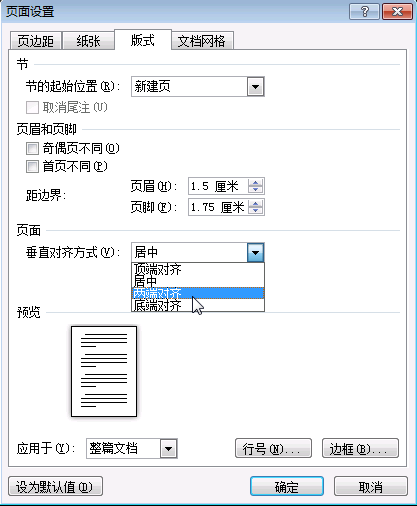 页面设置
页边距 纸张 版式 文档网格
节
节的起始位置(R): 新建页
取消尾注(U)
页眉和页脚
奇偶页不同(O)
首页不同(P)
距边界: 页眉(H): 1.5 厘米
页脚(F): 1.75 厘米
页面
垂直对齐方式(V): 居中
顶端对齐
居中
两端对齐
底端对齐
预览
应用于(Y): 整篇文档 行号(N)... 边框(B)...
设为默认值(D) 确定 取消